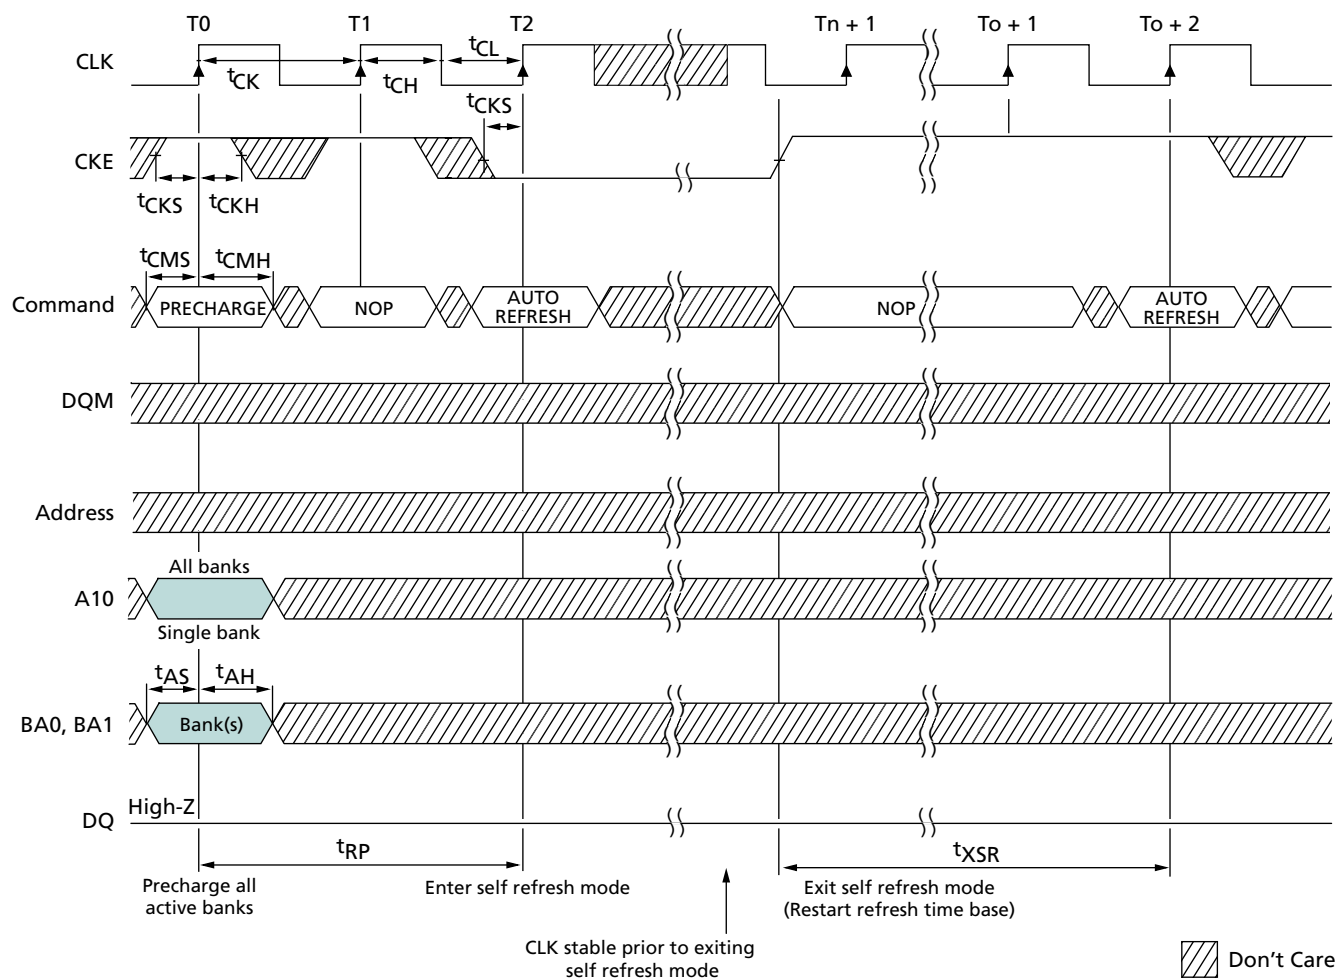 T0
T1
T2
Tn + 1
To + 1
To + 2
CLK
tCK
tCH
tCL
tCKS
CKE
tCKS
tCKH
tCMS
tCMH
Command
PRECHARGE
NOP
AUTO
REFRESH
NOP
AUTO
REFRESH
DQM
Address
All banks
A10
Single bank
tAS
tAH
BA0, BA1
Bank(s)
High-Z
DQ
tRP
tXSR
Precharge all
active banks
Enter self refresh mode
Exit self refresh mode
(Restart refresh time base)
CLK stable prior to exiting
self refresh mode
Don't Care